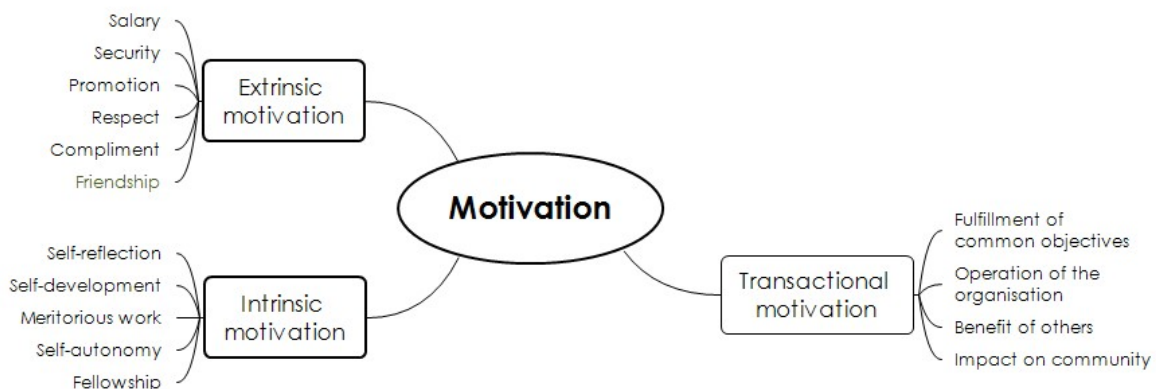 Salary
Security
Promotion
Respect
Compliment
Friendship
Extrinsic
motivation
Motivation
Self-reflection
Self-development
Meritorious work
Self-autonomy
Fellowship
Intrinsic
motivation
Transactional
motivation
Fulfillment of
common objectives
Operation of the
organisation
Benefit of others
Impact on community